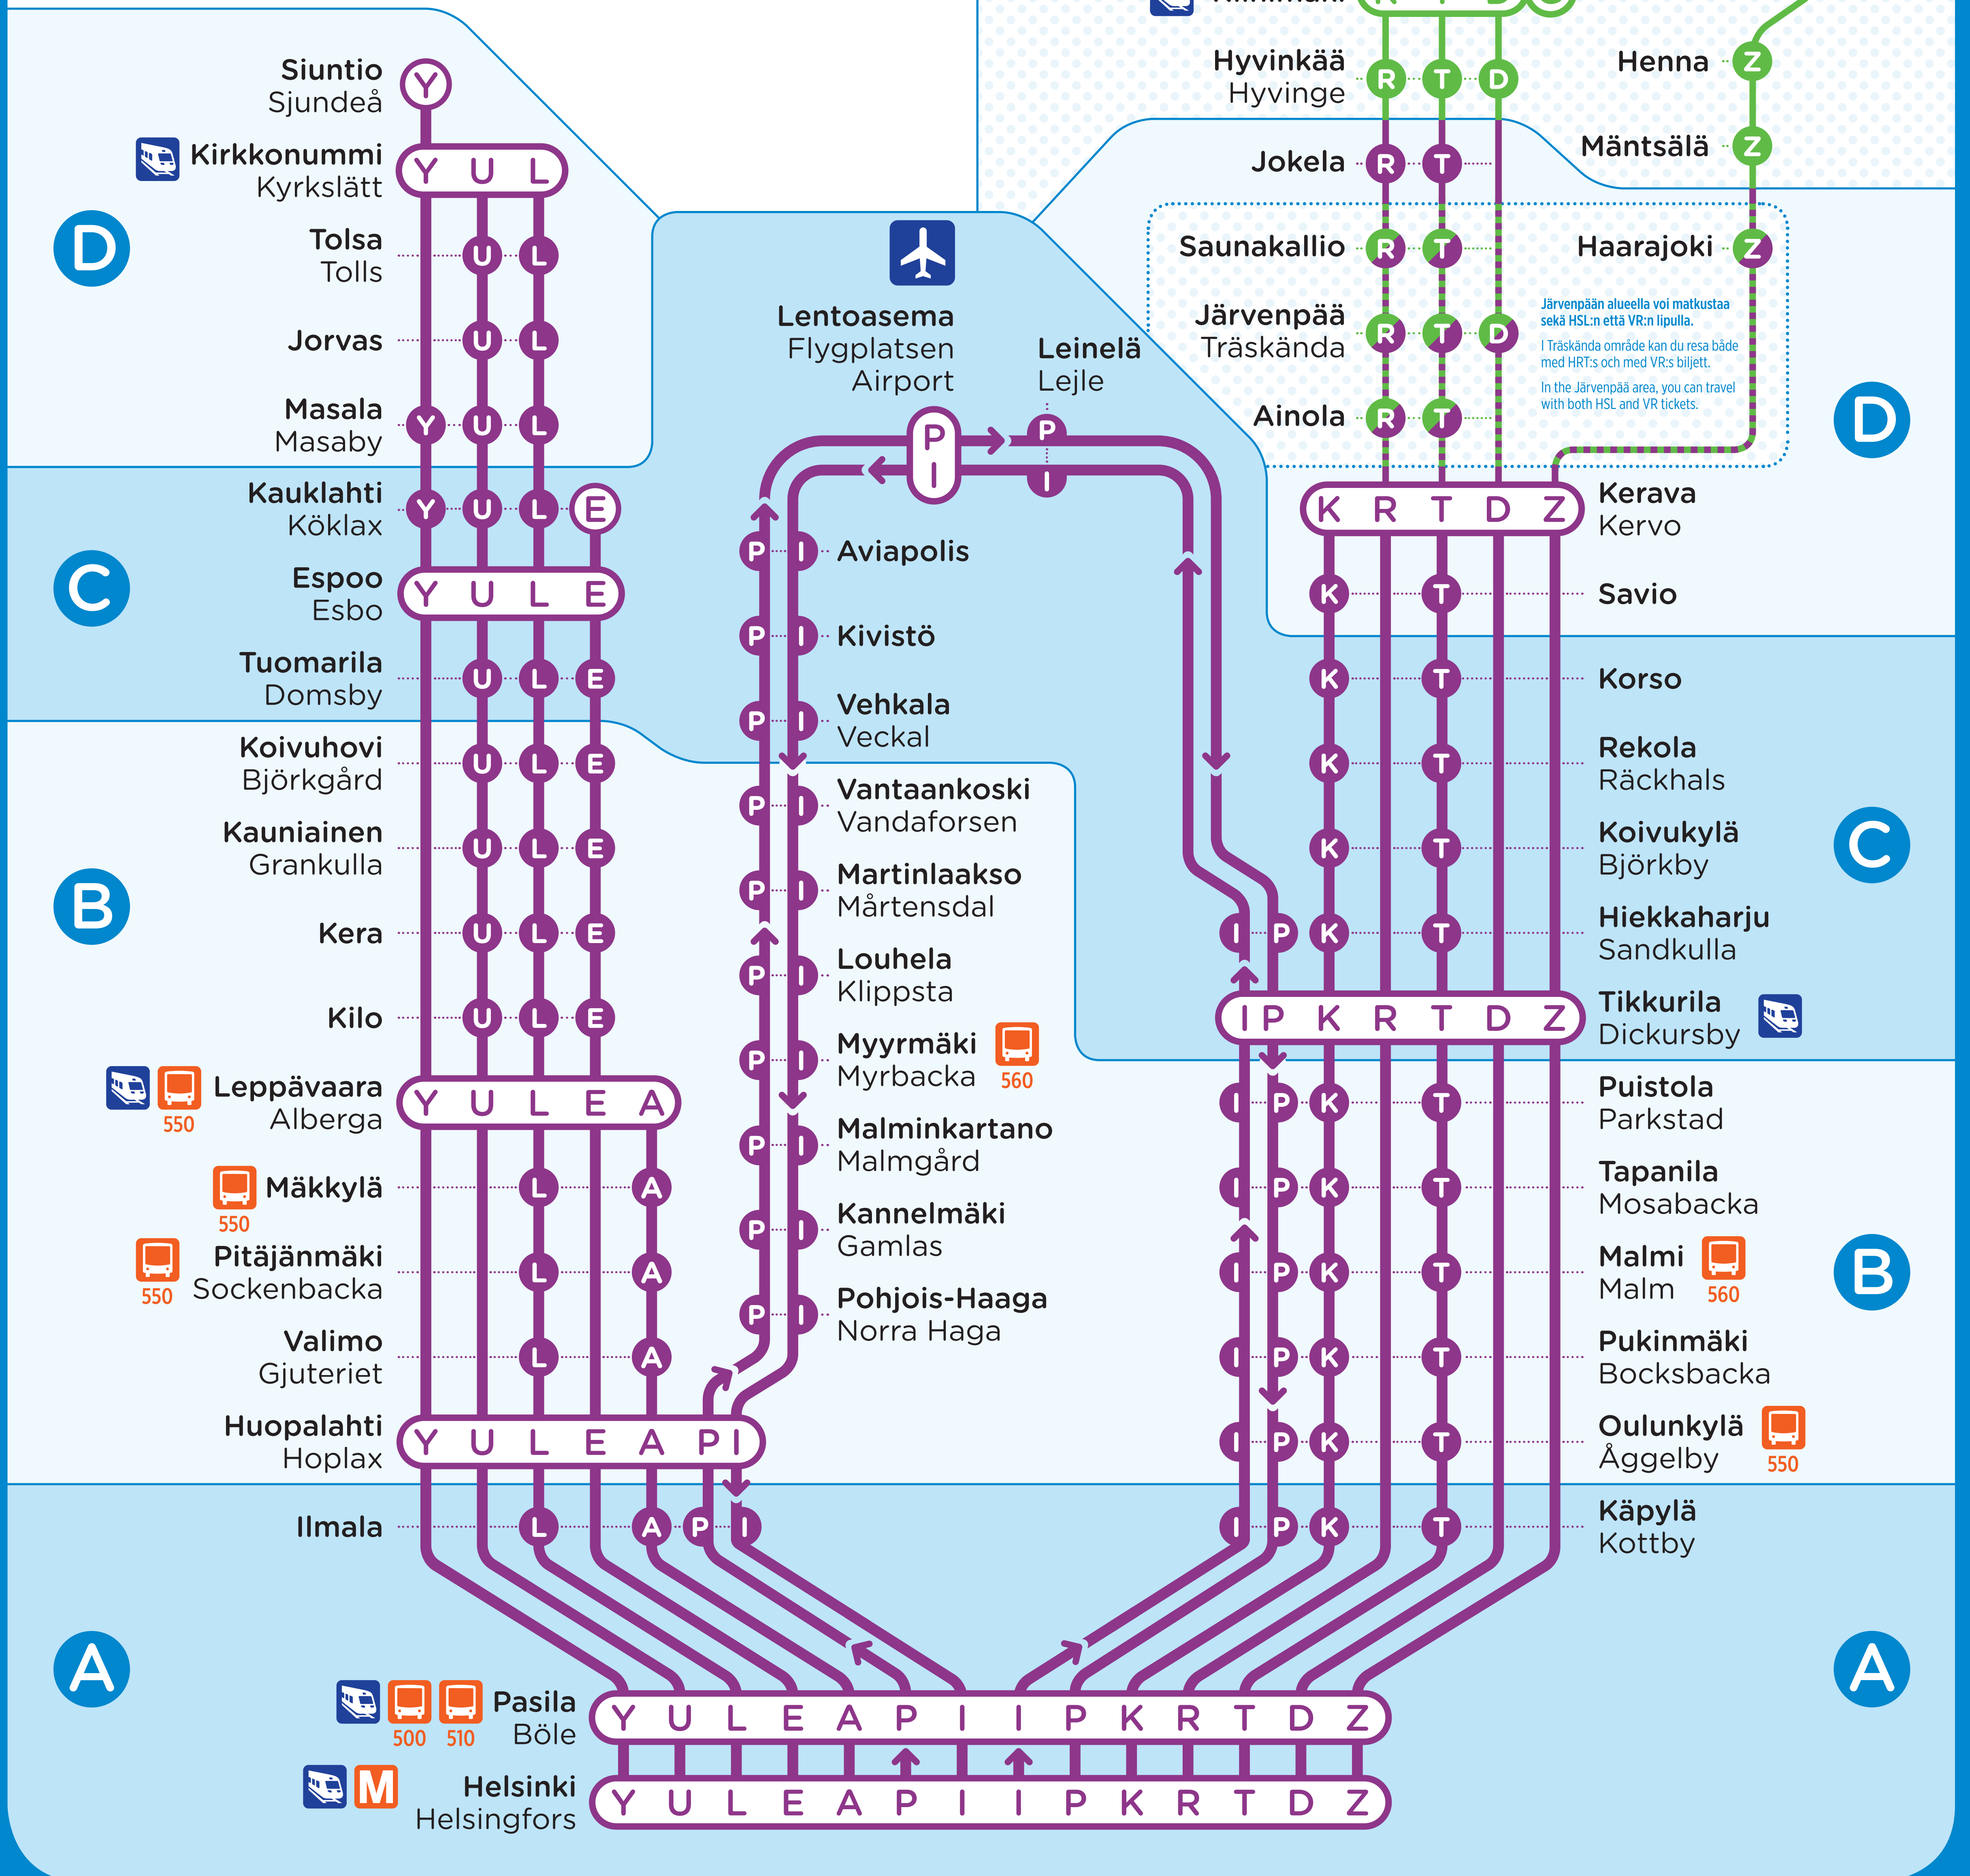 Siuntio
Sjundeå
Y
Kirkkonummi
Kyrkslätt
Y U L
D
Tolsa
Tolls
U L
Jorvas
U L
Masala
Masaby
Y U L
Kauklahti
Köklax
Y U L E
C
Espoo
Esbo
Y U L E
Tuomarila
Domsby
U L E
Koivuhovi
Björkgård
U L E
Kauniainen
Grankulla
U L E
B
Kera
U L E
Kilo
U L E
550
Leppävaara
Alberga
Y U L E A
550
Mäkkylä
L A
550
Pitäjänmäki
Sockenbacka
L A
Valimo
Gjuteriet
L A
Huopalahti
Hoplax
Y U L E A P I
Ilmala
L A P I
A
Lentoasema
Flygplatsen
Airport
P
I
Leinelä
Lejle
P
I
P I Aviapolis
P I Kivistö
P I Vehkala
Veckal
P I Vantaankoski
Vandaforsen
P I Martinlaakso
Mårtensdal
P I Louhela
Klippsta
P I Myyrmäki
Myrbacka
560
P I Malminkartano
Malmgård
P I Kannelmäki
Gamlas
P I Pohjois-Haaga
Norra Haga
Hyvinkää
Hyvinge
R T D
Henna
Z
Mäntsälä
Z
Jokela
R T
Saunakallio
R T
Haarajoki
Z
Järvenpää
Träskända
R T D
Järvenpään alueella voi matkustaa
sekä HSL:n että VR:n lipulla.
I Träskända område kan du resa både
med HRT:s och med VR:s biljett.
In the Järvenpää area, you can travel
with both HSL and VR tickets.
Ainola
R T
D
K R T D Z
Kerava
Kervo
K T Savio
K T Korso
K T Rekola
Räckhals
K T Koivukylä
Björkby
C
I P K T Hiekkaharju
Sandkulla
I P K R T D Z
Tikkurila
Dickursby
I P K T Puistola
Parkstad
I P K T Tapanila
Mosabacka
I P K T Malmi
Malm
560
B
I P K T Pukinmäki
Bocksbacka
I P K T Oulunkylä
Åggelby
550
I P K T Käpylä
Kottby
A
500 510
Pasila
Böle
Y U L E A P I I P K R T D Z
M
Helsinki
Helsingfors
Y U L E A P I I P K R T D Z